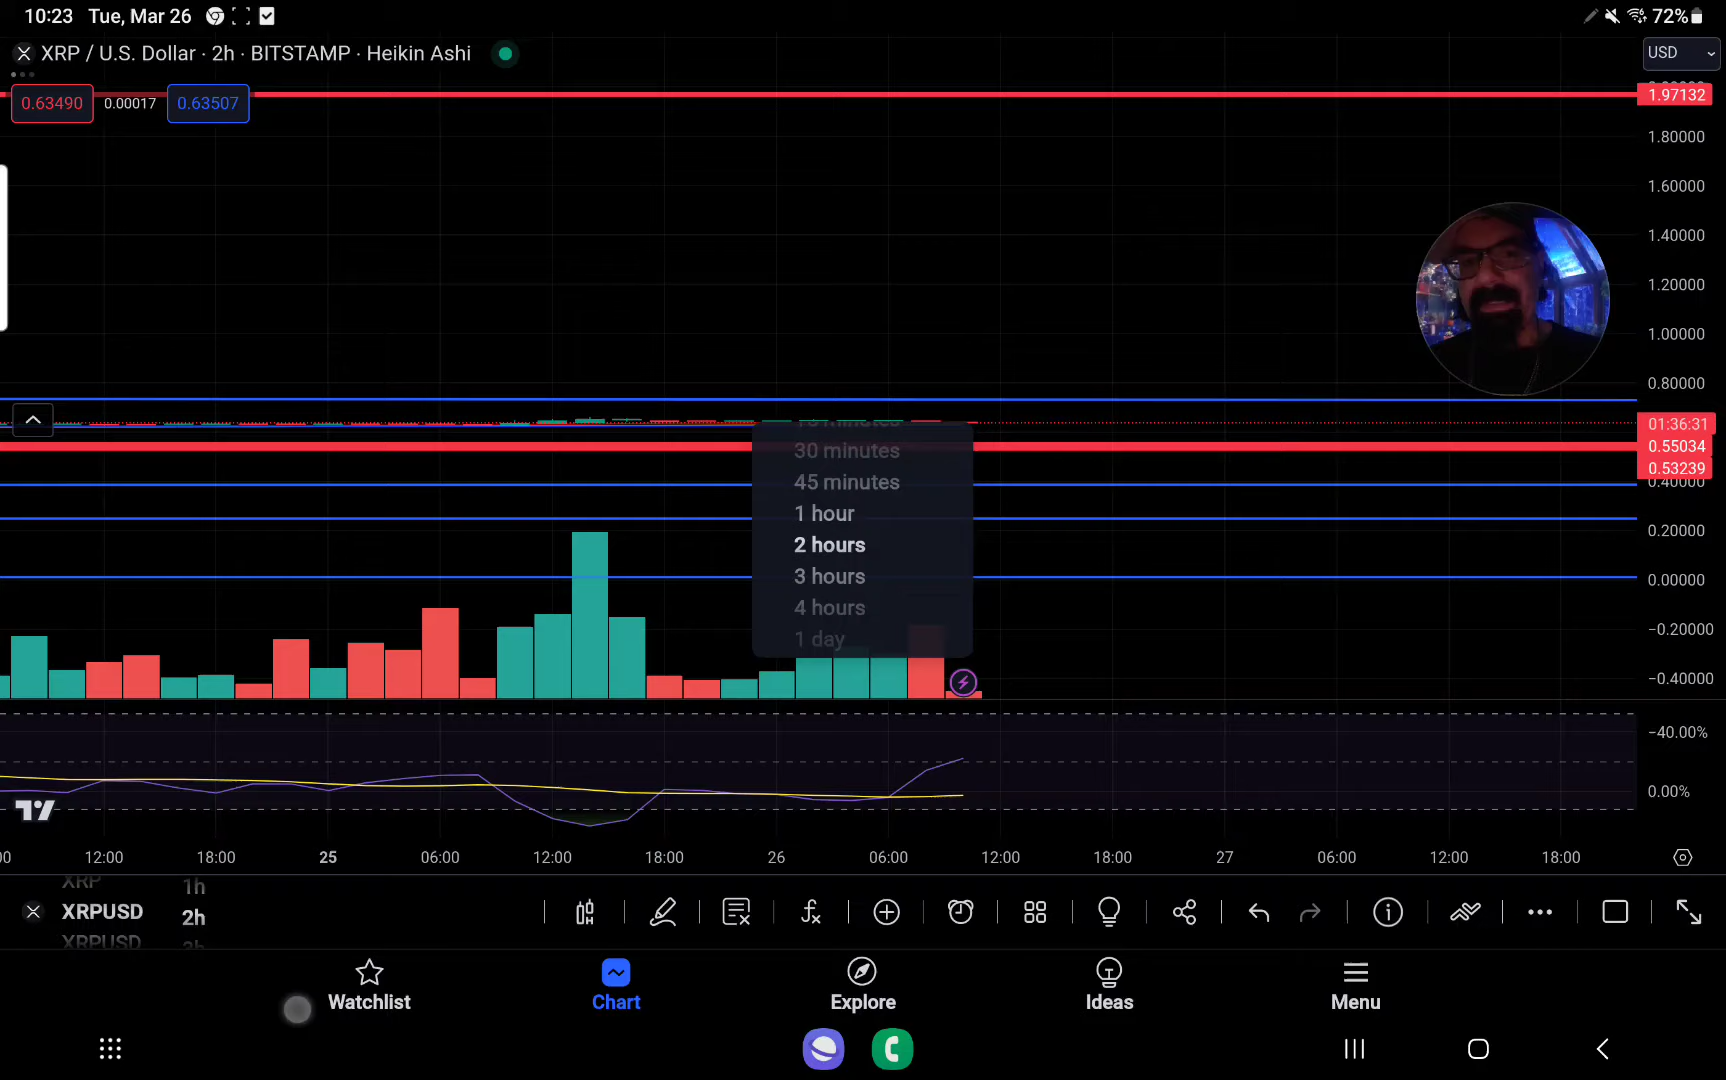 10:23 Tue, Mar 26
72%
XRP / U.S. Dollar · 2h · BITSTAMP · Heikin Ashi
USD
0.63490
0.00017
0.63507
1.97132
1.80000
1.60000
1.40000
1.20000
1.00000
0.80000
01:36:31
0.55034
0.53239
0.40000
0.20000
0.00000
−0.20000
−0.40000
30 minutes
45 minutes
1 hour
2 hours
3 hours
4 hours
1 day
−40.00%
0.00%
12:00
18:00
25
06:00
12:00
18:00
26
06:00
12:00
18:00
27
06:00
12:00
18:00
XRP
1h
XRPUSD
2h
XRPUSD
3h
Watchlist
Chart
Explore
Ideas
Menu